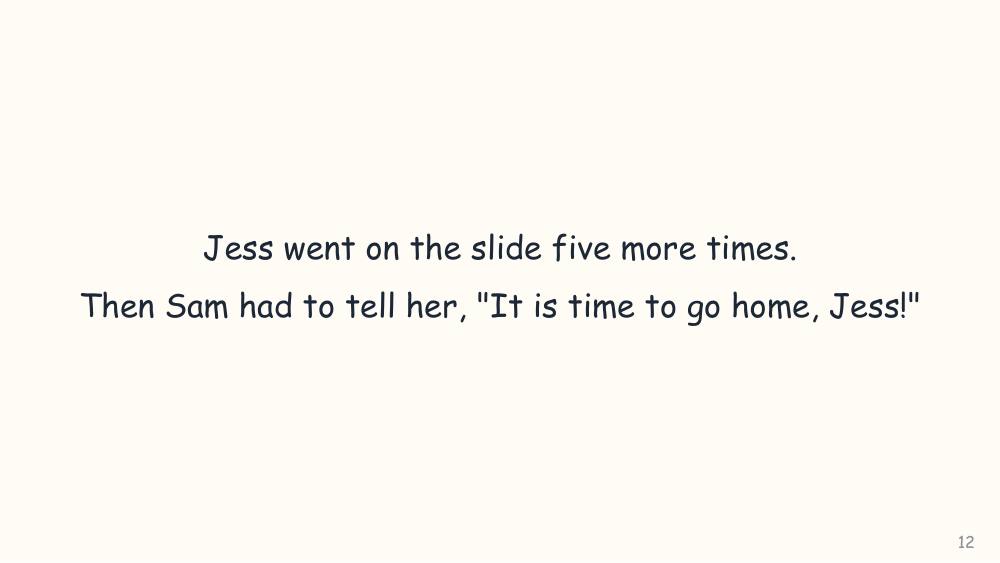 Jess went on the slide five more times.
Then Sam had to tell her, "It is time to go home, Jess!"
12